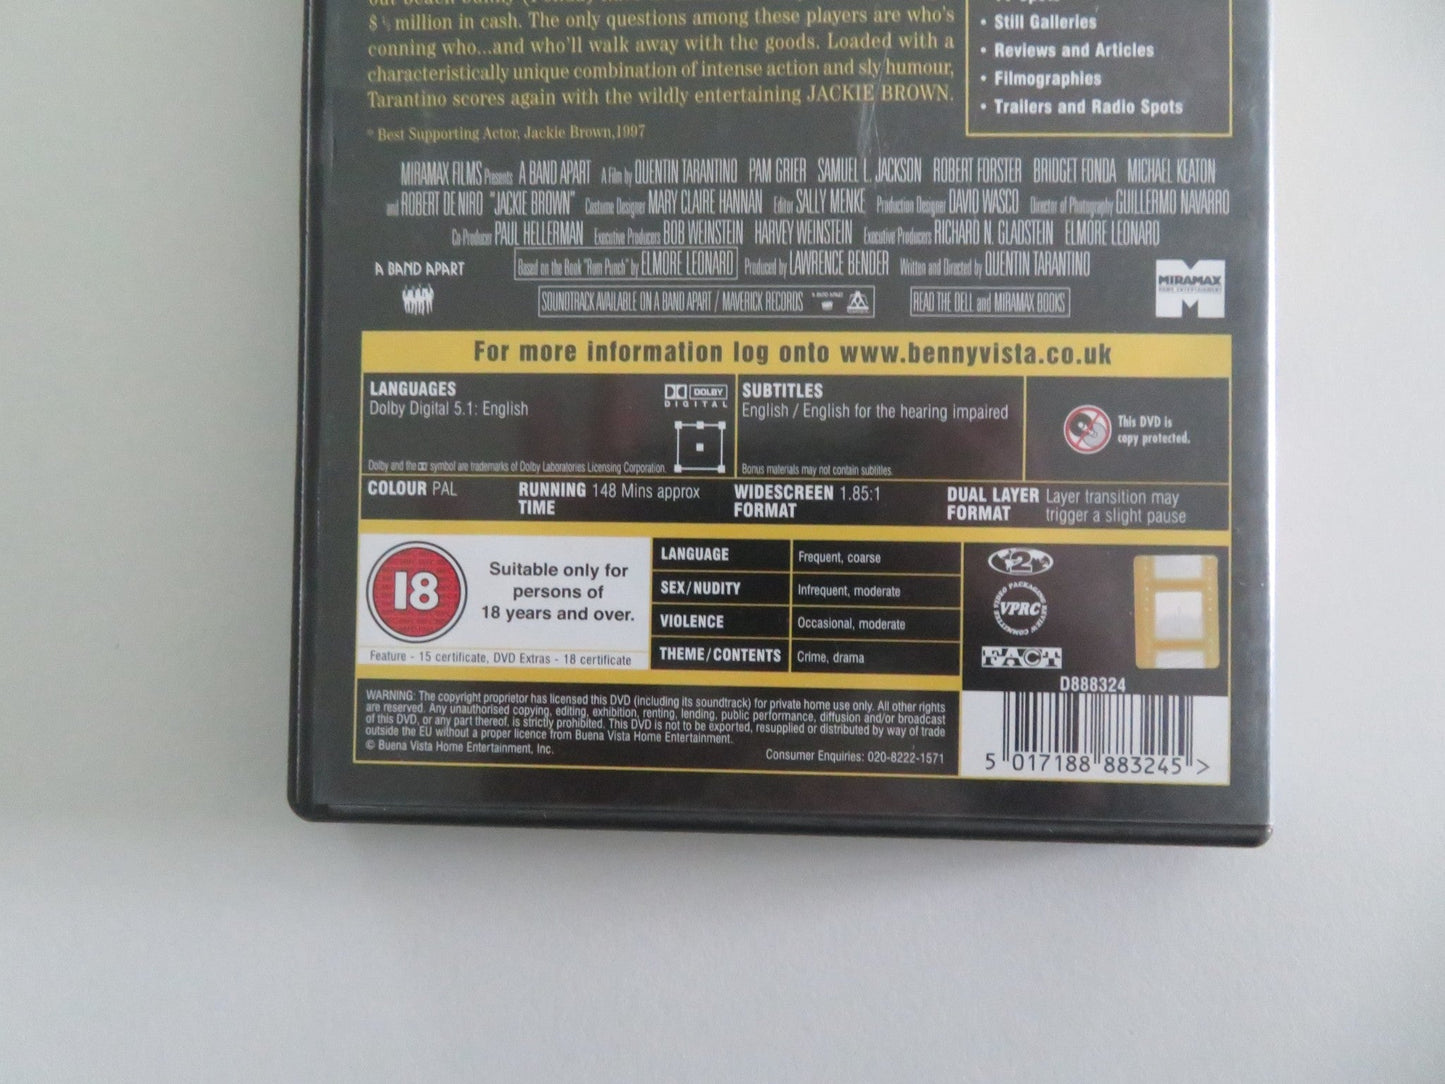 $ ½ million in cash. The only questions among these players are who's
conning who...and who'll walk away with the goods. Loaded with a
characteristically unique combination of intense action and sly humour,
Tarantino scores again with the wildly entertaining JACKIE BROWN.
* Best Supporting Actor, Jackie Brown,1997
• Still Galleries
• Reviews and Articles
• Filmographies
• Trailers and Radio Spots
MIRAMAX FILMS Presents A BAND APART A Film by QUENTIN TARANTINO PAM GRIER SAMUEL L. JACKSON ROBERT FORSTER BRIDGET FONDA MICHAEL KEATON
and ROBERT DE NIRO "JACKIE BROWN" Costume Designer MARY CLAIRE HANNAN Editor SALLY MENKE Production Designer DAVID WASCO Director of Photography GUILLERMO NAVARRO
Co-Producer PAUL HELLERMAN Executive Producers BOB WEINSTEIN HARVEY WEINSTEIN Executive Producers RICHARD N. GLADSTEIN ELMORE LEONARD
Based on the Book "Rum Punch" by ELMORE LEONARD Produced by LAWRENCE BENDER Written and Directed by QUENTIN TARANTINO
A BAND APART
SOUNDTRACK AVAILABLE ON A BAND APART / MAVERICK RECORDS
READ THE DELL and MIRAMAX BOOKS
MIRAMAX
HOME ENTERTAINMENT
For more information log onto www.bennyvista.co.uk
LANGUAGES
Dolby Digital 5.1: English
DOLBY
DIGITAL
Dolby and the symbol are trademarks of Dolby Laboratories Licensing Corporation.
SUBTITLES
English / English for the hearing impaired
Bonus materials may not contain subtitles.
This DVD is
copy protected.
COLOUR PAL
RUNNING 148 Mins approx
TIME
WIDESCREEN 1.85:1
FORMAT
DUAL LAYER Layer transition may
FORMAT trigger a slight pause
18
Suitable only for
persons of
18 years and over.
Feature - 15 certificate, DVD Extras - 18 certificate
LANGUAGE Frequent, coarse
SEX/NUDITY Infrequent, moderate
VIOLENCE Occasional, moderate
THEME/CONTENTS Crime, drama
2
VIDEO PACKAGING REVIEW COMMITTEE
VPRC
FACT
D888324
5 017188 883245 >
WARNING: The copyright proprietor has licensed this DVD (including its soundtrack) for private home use only. All other rights
are reserved. Any unauthorised copying, editing, exhibition, renting, lending, public performance, diffusion and/or broadcast
of this DVD, or any part thereof, is strictly prohibited. This DVD is not to be exported, resupplied or distributed by way of trade
outside the EU without a proper licence from Buena Vista Home Entertainment.
© Buena Vista Home Entertainment, Inc.
Consumer Enquiries: 020-8222-1571